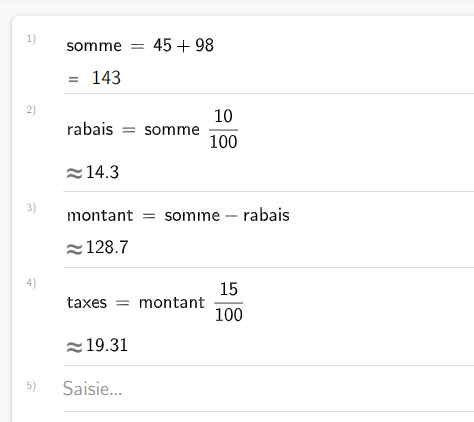 1)
somme = 45 + 98
= 143
2)
rabais = somme 10/100
≈ 14.3
3)
montant = somme − rabais
≈ 128.7
4)
taxes = montant 15/100
≈ 19.31
5)
Saisie...